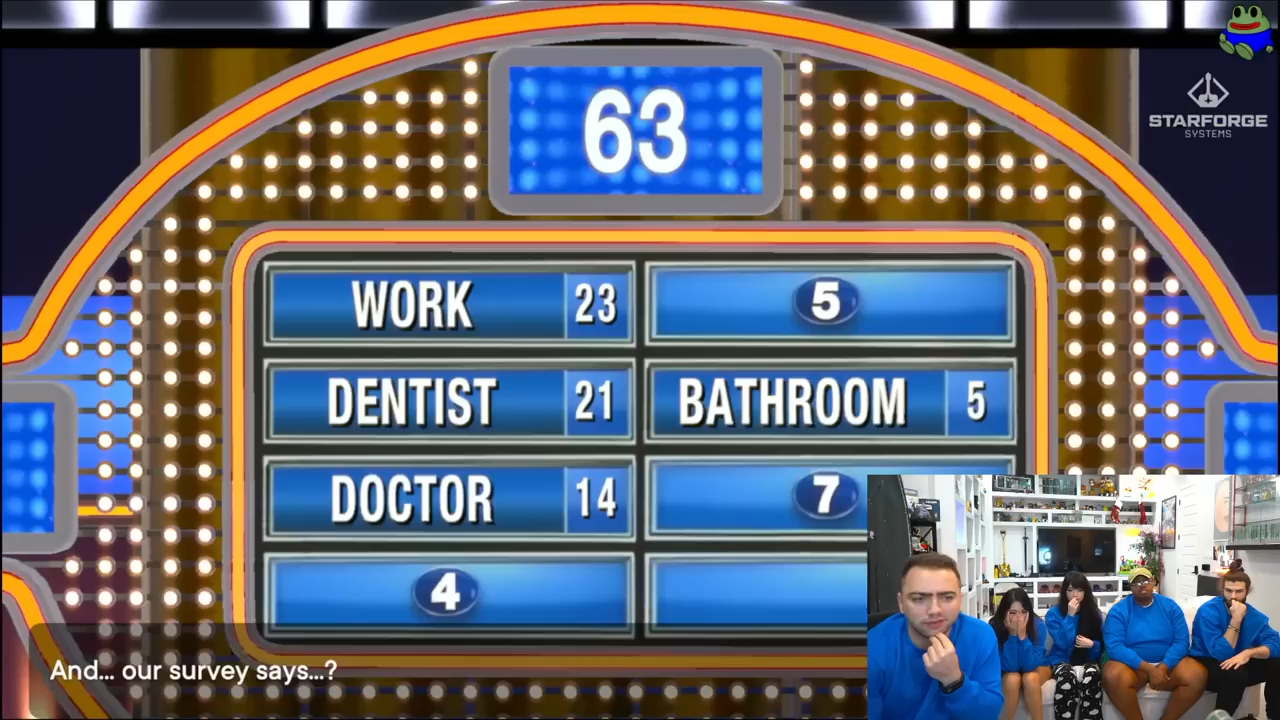 63
STARFORGE
SYSTEMS
WORK 23
5
DENTIST 21
BATHROOM 5
DOCTOR 14
7
4
And... our survey says...?